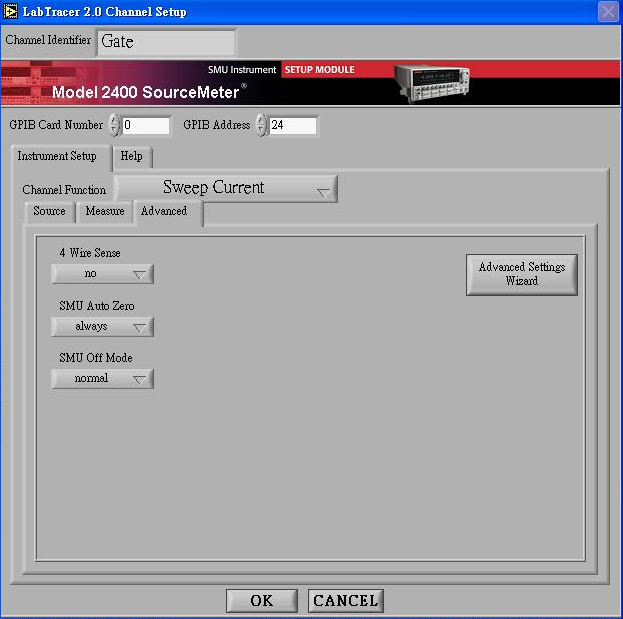 LabTracer 2.0 Channel Setup
Channel Identifier Gate
SMU Instrument SETUP MODULE
Model 2400 SourceMeter®
GPIB Card Number 0 GPIB Address 24
Instrument Setup Help
Channel Function Sweep Current
Source Measure Advanced
4 Wire Sense
no
Advanced Settings
Wizard
SMU Auto Zero
always
SMU Off Mode
normal
OK CANCEL